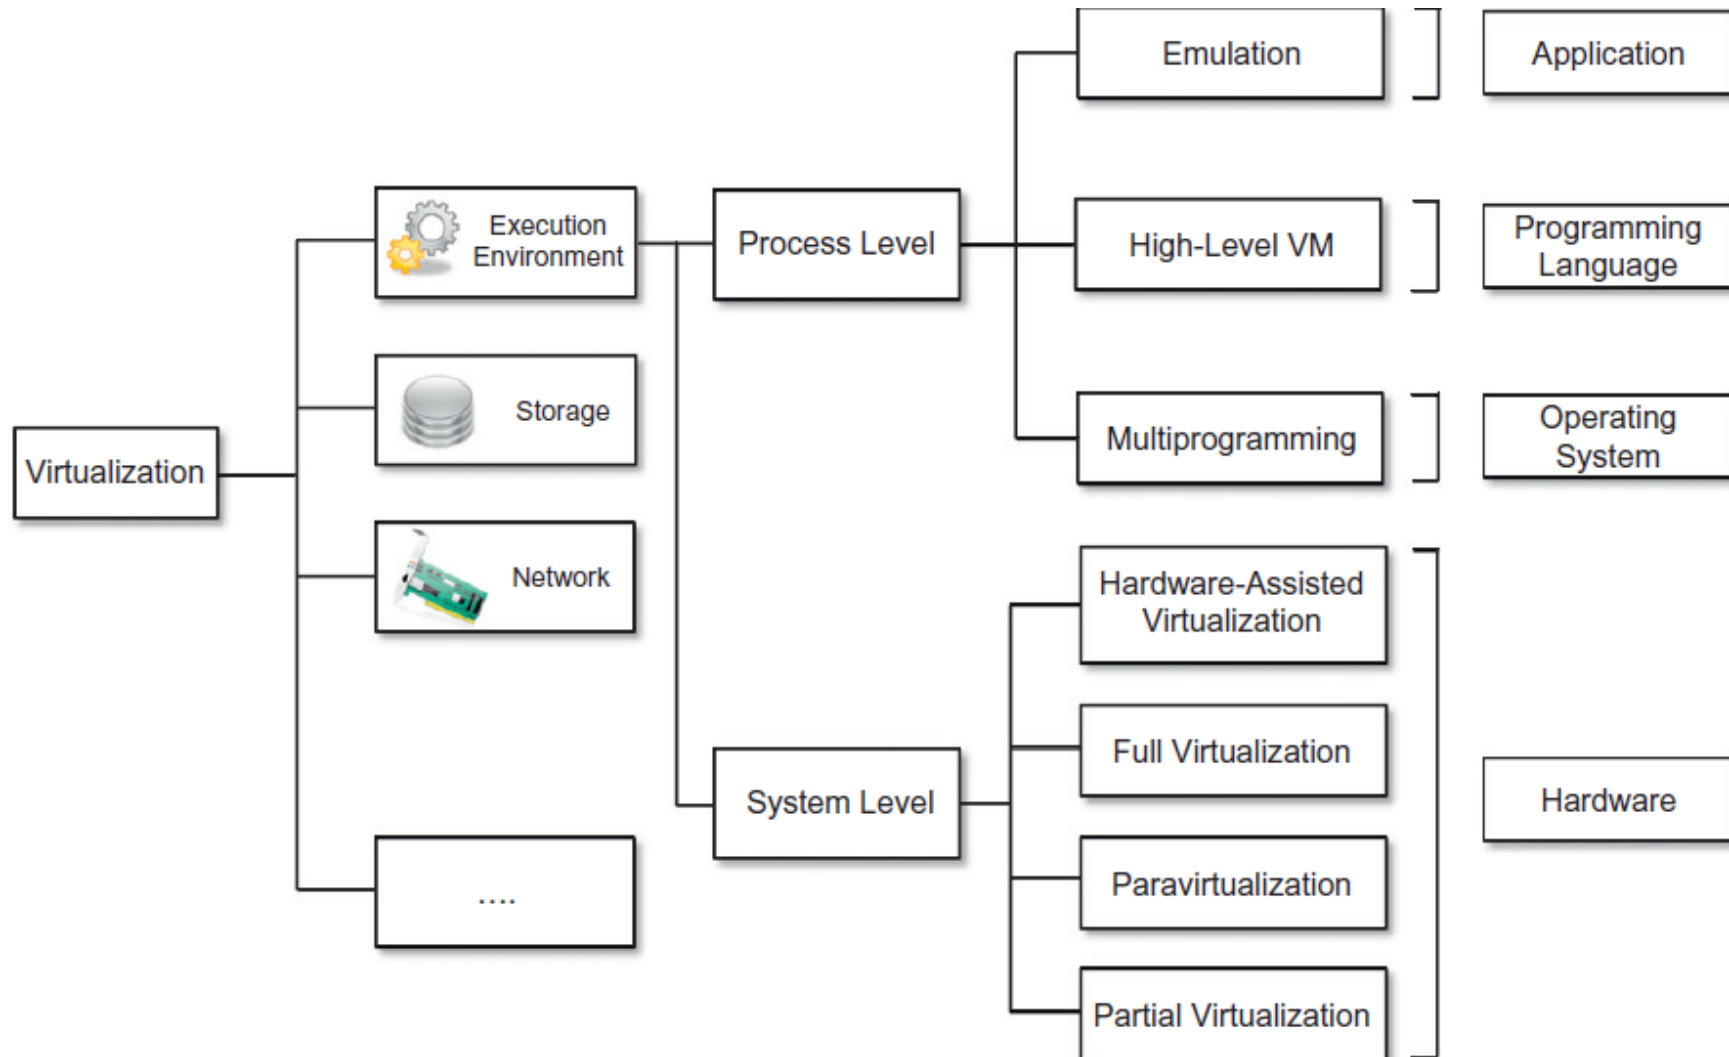 Emulation
Application
Execution
Environment
Process Level
High-Level VM
Programming
Language
Storage
Multiprogramming
Operating
System
Virtualization
Network
Hardware-Assisted
Virtualization
Full Virtualization
System Level
Hardware
....
Paravirtualization
Partial Virtualization